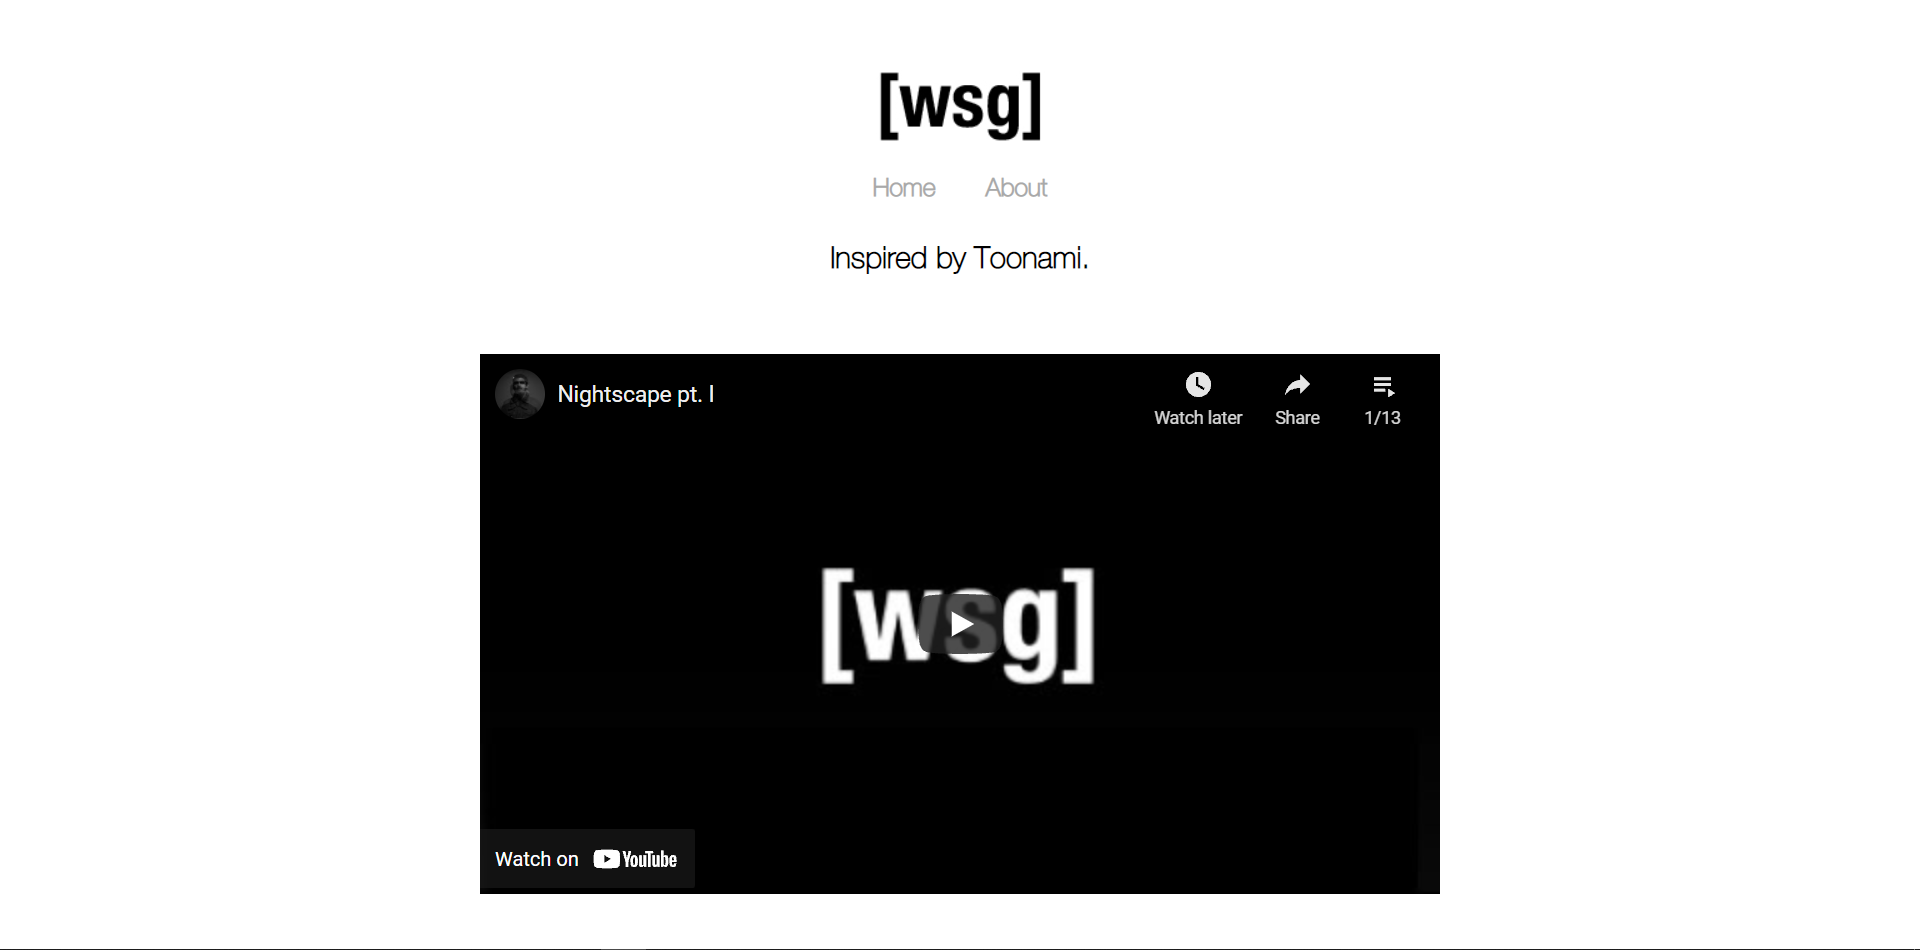 [wsg]
Home About
Inspired by Toonami.
Nightscape pt. I
Watch later Share 1/13
[wsg]
Watch on YouTube